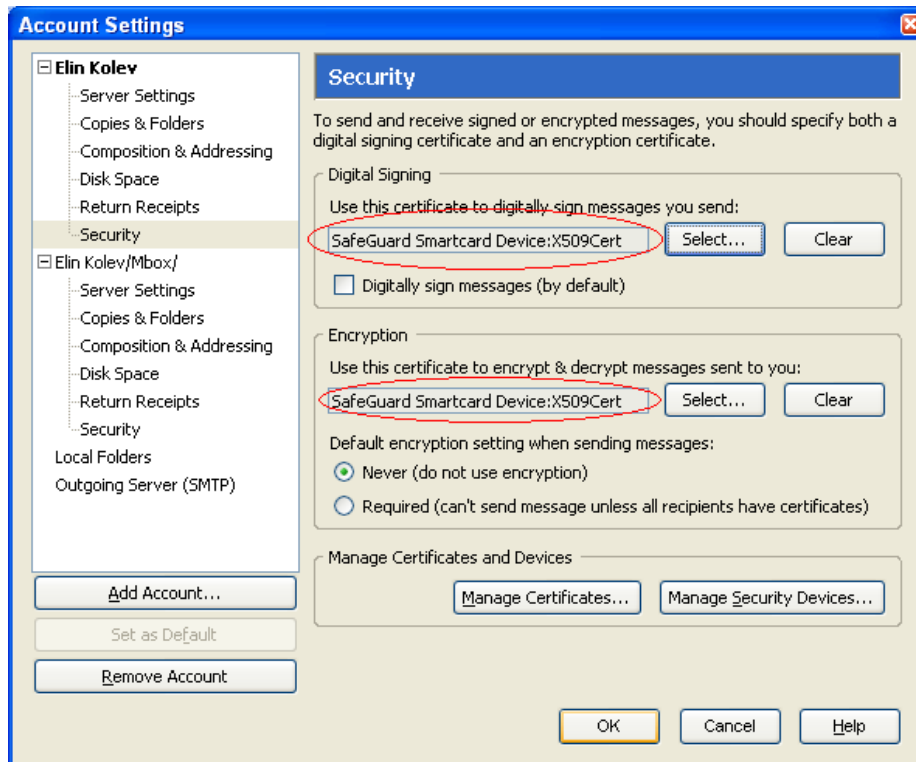 Account Settings
Elin Kolev
Server Settings
Copies & Folders
Composition & Addressing
Disk Space
Return Receipts
Security
Elin Kolev/Mbox/
Server Settings
Copies & Folders
Composition & Addressing
Disk Space
Return Receipts
Security
Local Folders
Outgoing Server (SMTP)
Add Account...
Set as Default
Remove Account
Security
To send and receive signed or encrypted messages, you should specify both a
digital signing certificate and an encryption certificate.
Digital Signing
Use this certificate to digitally sign messages you send:
SafeGuard Smartcard Device:X509Cert Select... Clear
Digitally sign messages (by default)
Encryption
Use this certificate to encrypt & decrypt messages sent to you:
SafeGuard Smartcard Device:X509Cert Select... Clear
Default encryption setting when sending messages:
Never (do not use encryption)
Required (can't send message unless all recipients have certificates)
Manage Certificates and Devices
Manage Certificates... Manage Security Devices...
OK Cancel Help